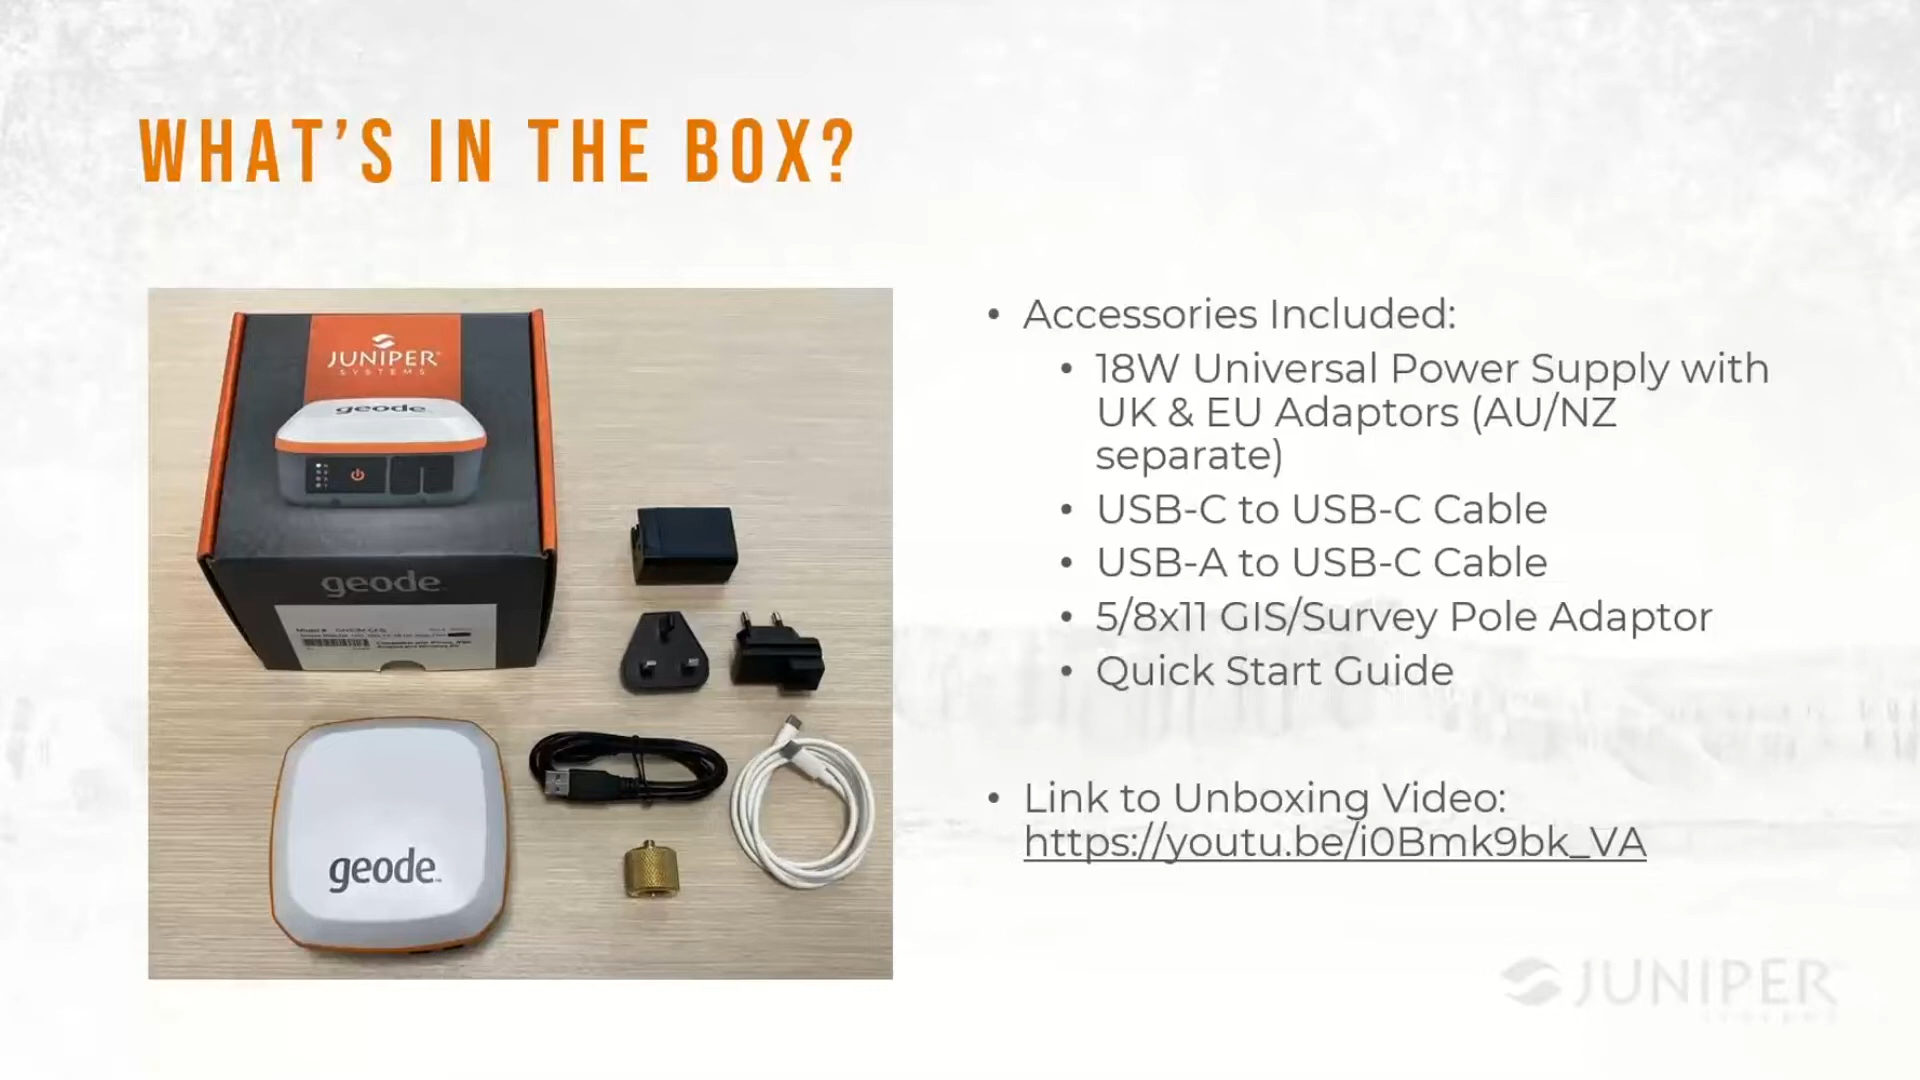 WHAT'S IN THE BOX?
JUNIPER
SYSTEMS
geode
geode
geode
• Accessories Included:
• 18W Universal Power Supply with
UK & EU Adaptors (AU/NZ
separate)
• USB-C to USB-C Cable
• USB-A to USB-C Cable
• 5/8x11 GIS/Survey Pole Adaptor
• Quick Start Guide
• Link to Unboxing Video:
https://youtu.be/i0Bmk9bk_VA
JUNIPER
SYSTEMS